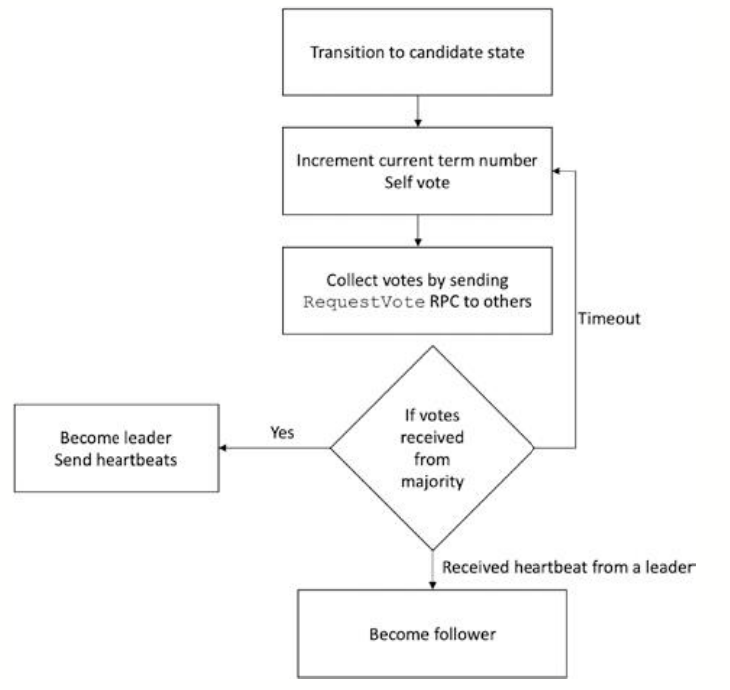 Transition to candidate state
Increment current term number
Self vote
Collect votes by sending
RequestVote RPC to others
Timeout
If votes
received
from
majority
Yes
Become leader
Send heartbeats
Received heartbeat from a leader
Become follower